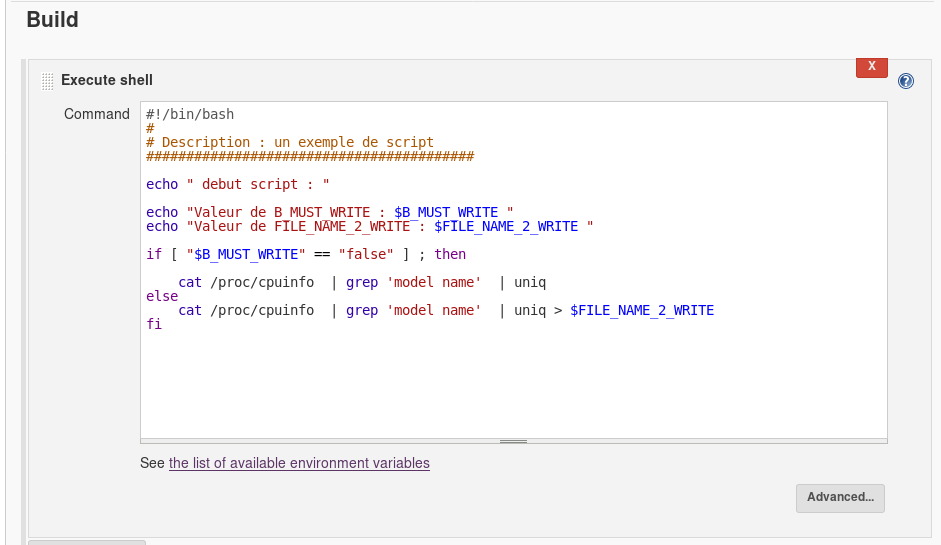 Build
Execute shell
X
?
Command
#!/bin/bash
#
# Description : un exemple de script
#########################################
echo " debut script : "
echo "Valeur de B_MUST_WRITE : $B_MUST_WRITE "
echo "Valeur de FILE_NAME_2_WRITE : $FILE_NAME_2_WRITE "
if [ "$B_MUST_WRITE" == "false" ] ; then
    cat /proc/cpuinfo  | grep 'model name'  | uniq
else
    cat /proc/cpuinfo  | grep 'model name'  | uniq > $FILE_NAME_2_WRITE
fi
See the list of available environment variables
Advanced...